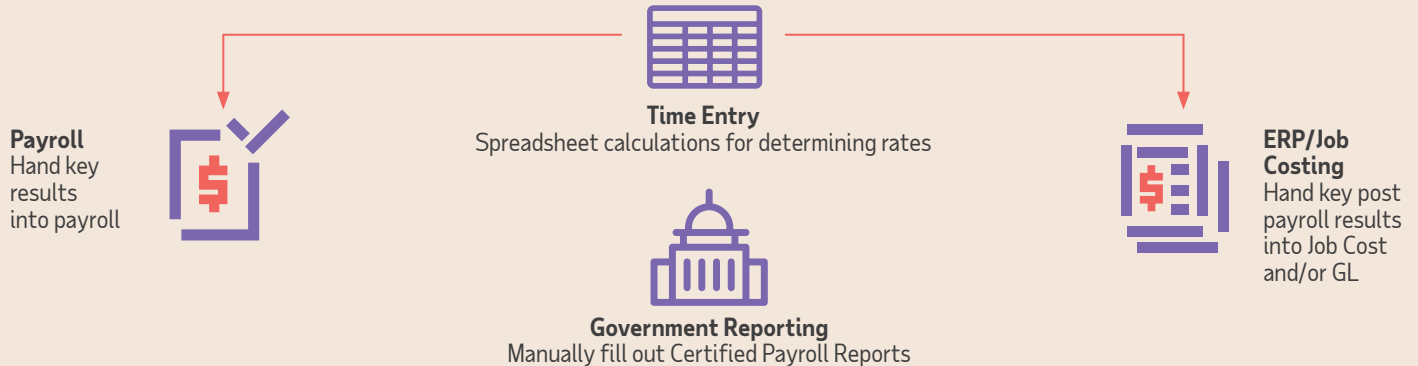 Time Entry
Spreadsheet calculations for determining rates
Payroll
Hand key
results
into payroll
ERP/Job
Costing
Hand key post
payroll results
into Job Cost
and/or GL
Government Reporting
Manually fill out Certified Payroll Reports